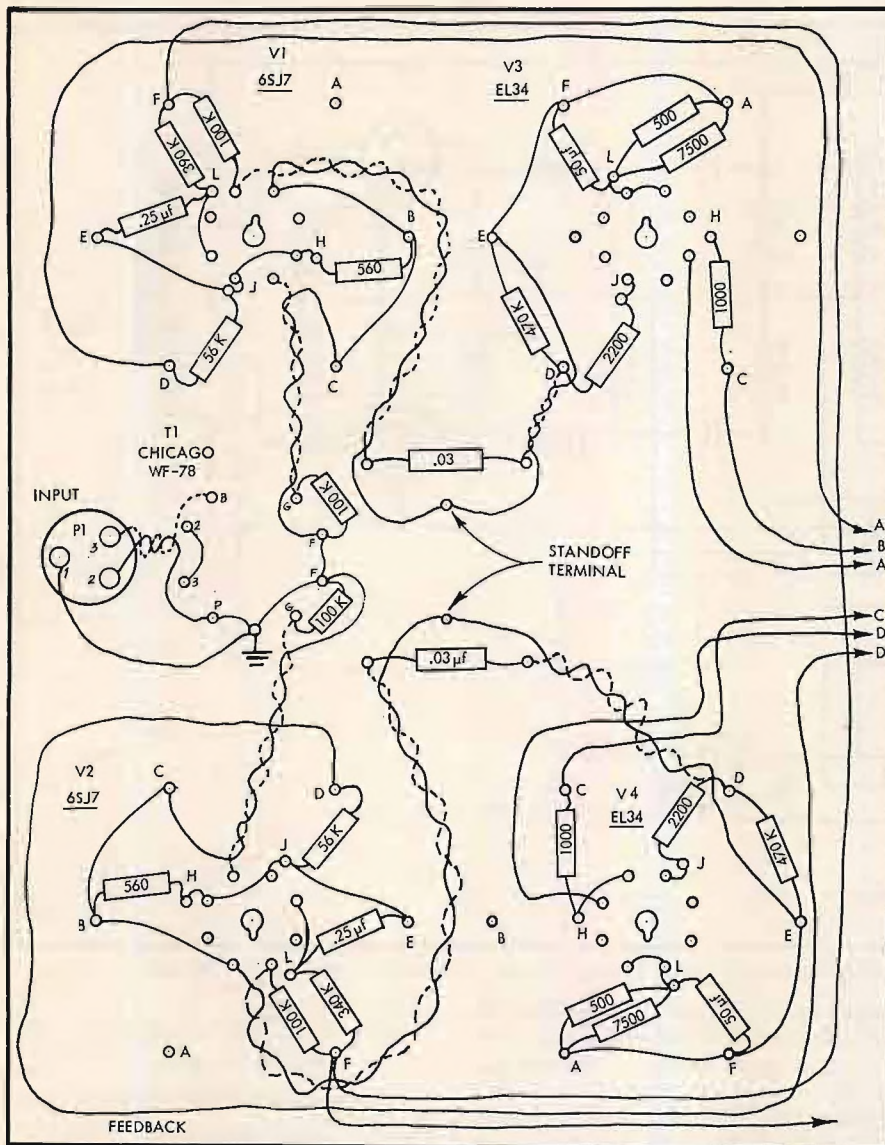 V1
6SJ7
A
F
390 K
100 K
L
.25 µf
E
B
H
560
J
56 K
D
C
V3
EL34
F
A
50 µf
500
7500
L
E
H
J
470 K
2200
1000
D
C
T1
CHICAGO
WF-78
B
INPUT
P1
3
1
2
2
3
P
G
100 K
F
F
G
100 K
.03
STANDOFF
TERMINAL
.03 µf
A
B
A
C
D
D
V2
6SJ7
C
D
56 K
J
H
560
B
.25 µf
E
L
100 K
340 K
A
F
C
V4
EL34
D
1000
2200
470 K
J
H
B
E
L
500
7500
50 µf
A
F
FEEDBACK